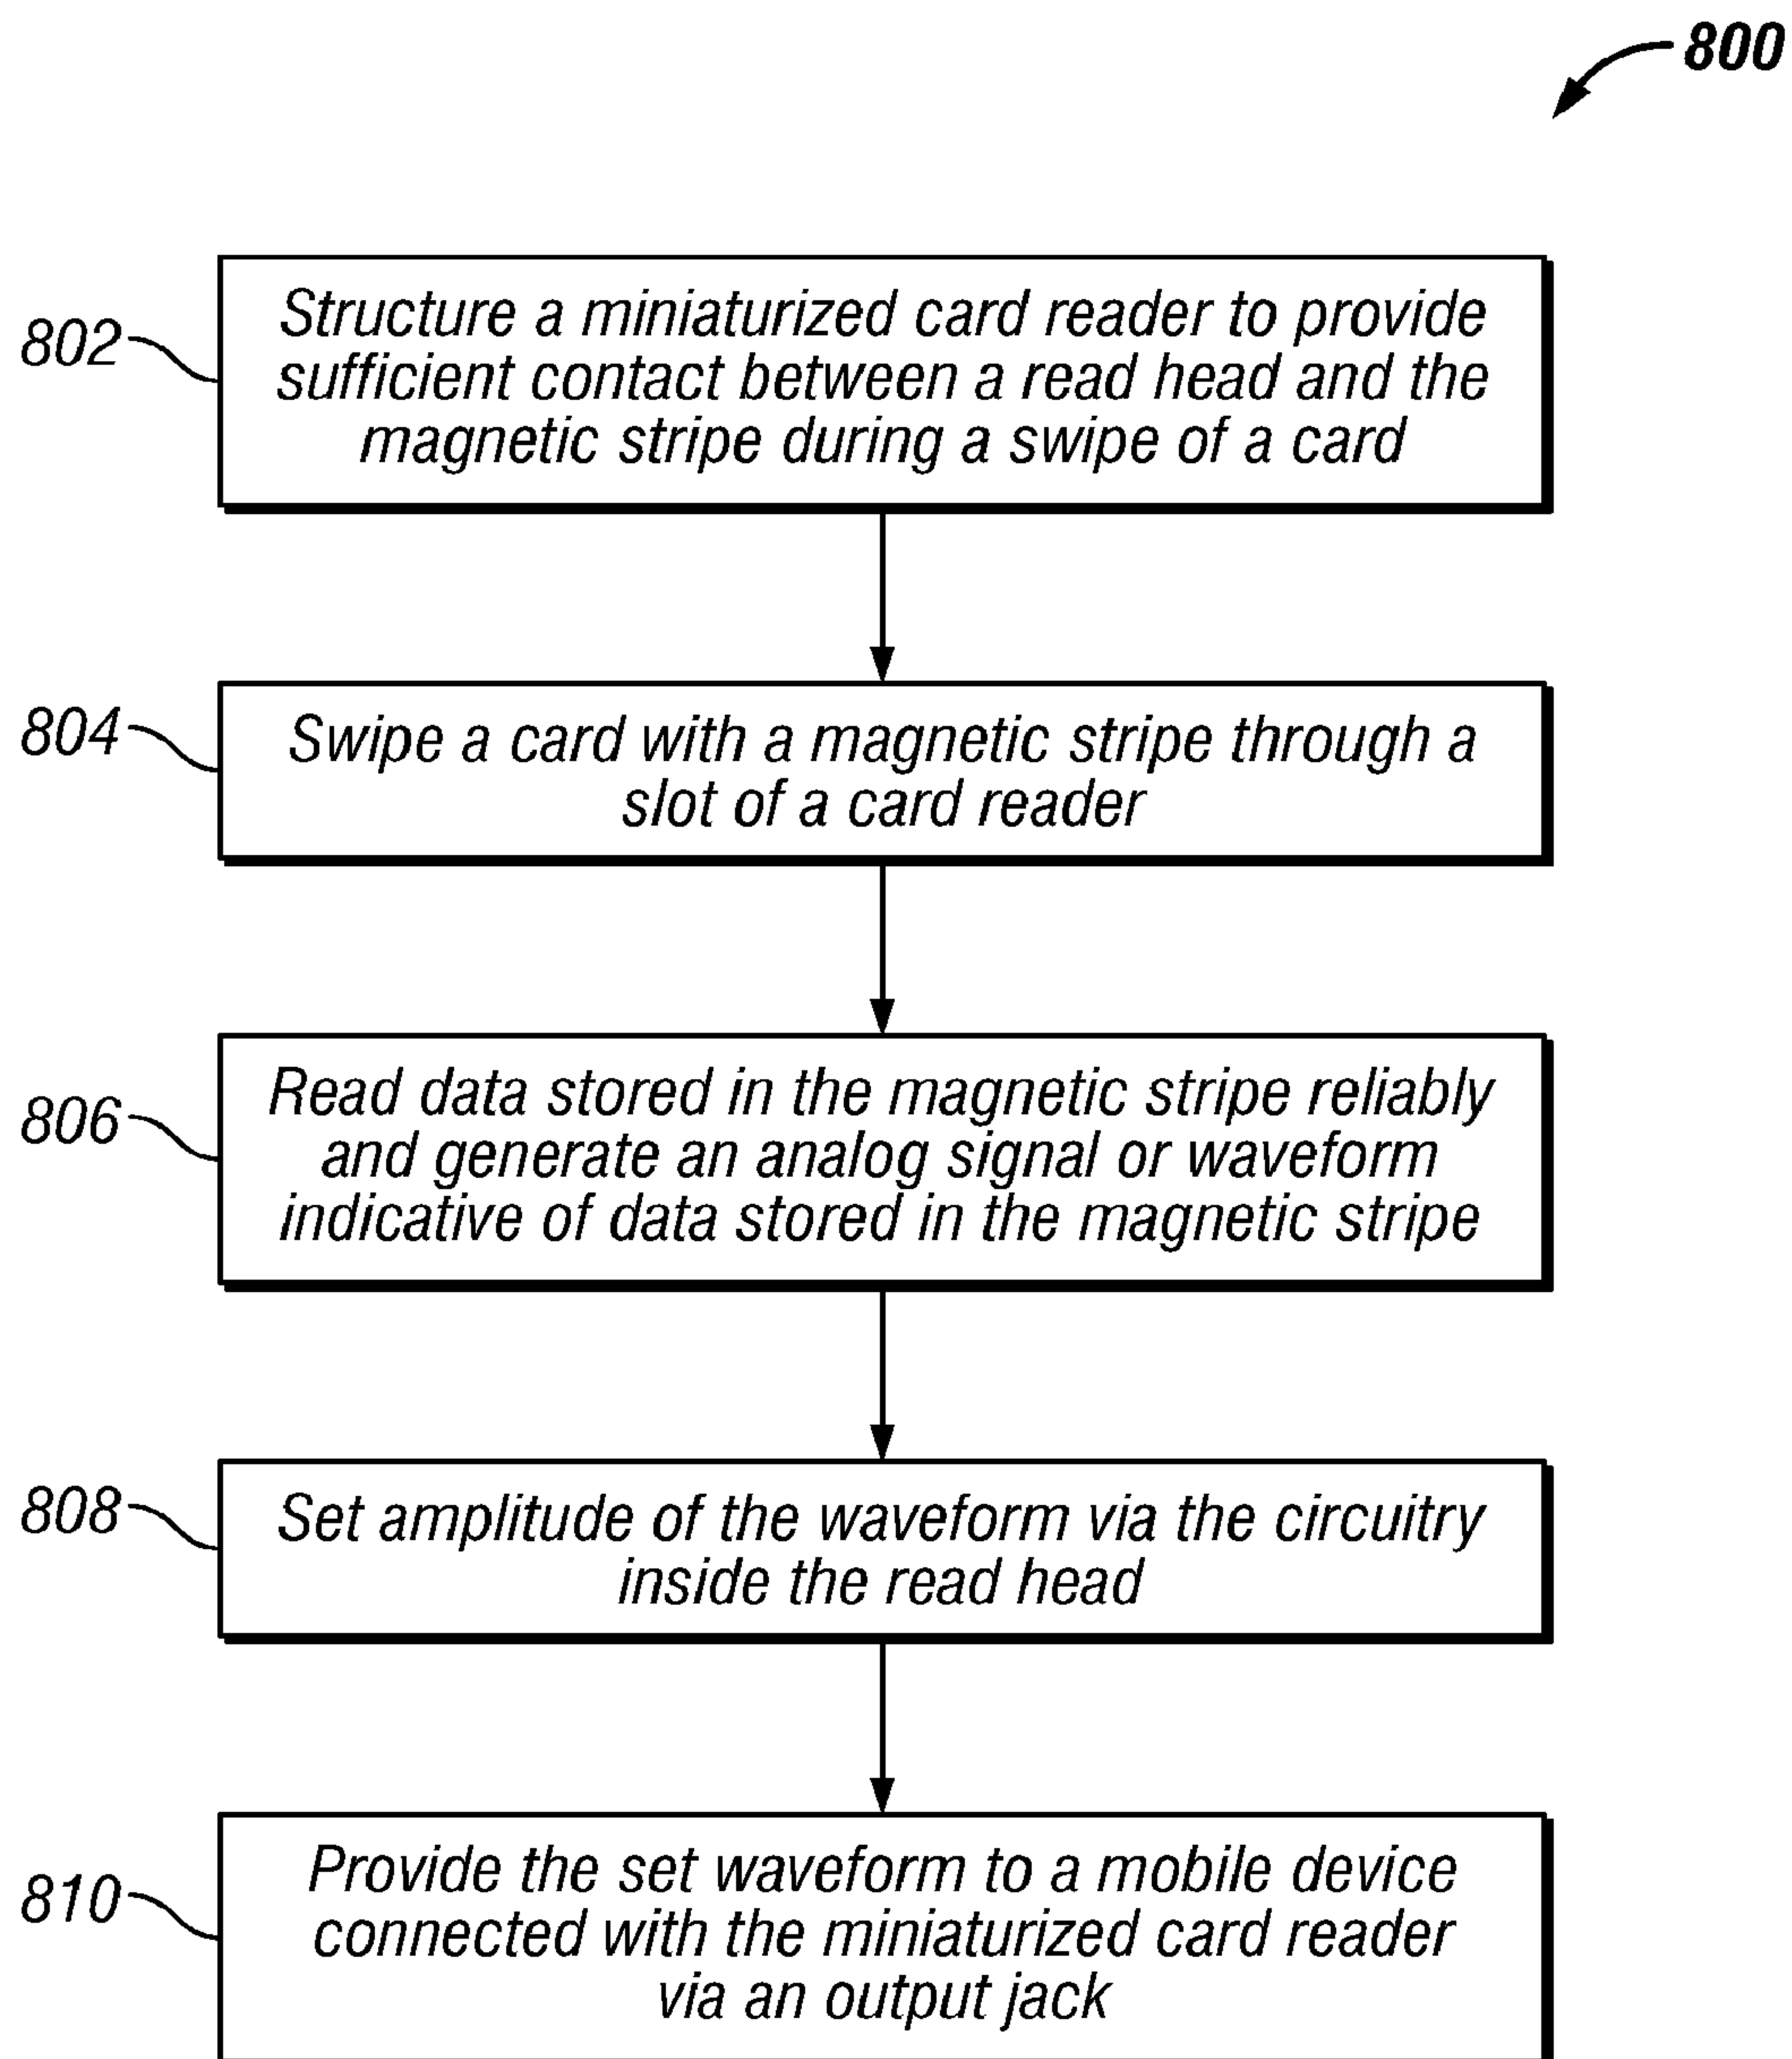 800
802
Structure a miniaturized card reader to provide
sufficient contact between a read head and the
magnetic stripe during a swipe of a card
804
Swipe a card with a magnetic stripe through a
slot of a card reader
806
Read data stored in the magnetic stripe reliably
and generate an analog signal or waveform
indicative of data stored in the magnetic stripe
808
Set amplitude of the waveform via the circuitry
inside the read head
810
Provide the set waveform to a mobile device
connected with the miniaturized card reader
via an output jack